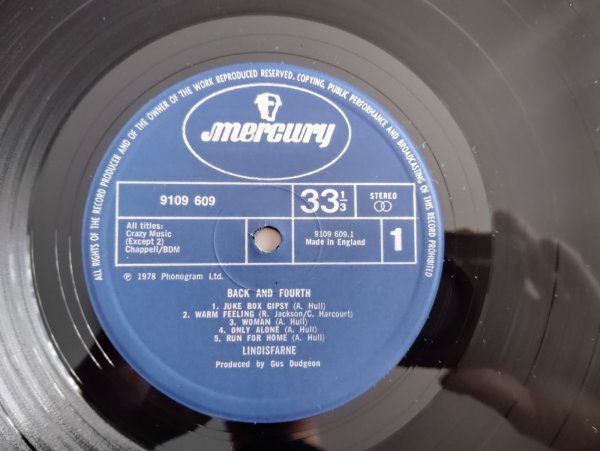 ALL RIGHTS OF THE RECORD PRODUCER AND OF THE OWNER OF THE WORK REPRODUCED RESERVED. COPYING, PUBLIC PERFORMANCE AND BROADCASTING OF THIS RECORD PROHIBITED
mercury
9109 609
33 1/3
STEREO
All titles:
Crazy Music
(Except 2)
Chappell/BDM
9109 609.1
Made in England
1
℗ 1978 Phonogram Ltd.
BACK AND FOURTH
1. JUKE BOX GIPSY (A. Hull)
2. WARM FEELING (R. Jackson/C. Harcourt)
3. WOMAN (A. Hull)
4. ONLY ALONE (A. Hull)
5. RUN FOR HOME (A. Hull)
LINDISFARNE
Produced by Gus Dudgeon